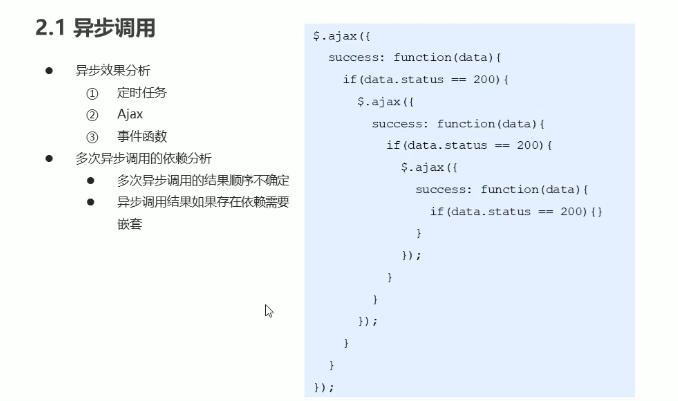 2.1 异步调用
● 异步效果分析
① 定时任务
② Ajax
③ 事件函数
● 多次异步调用的依赖分析
● 多次异步调用的结果顺序不确定
● 异步调用结果如果存在依赖需要
嵌套
$.ajax({
  success: function(data){
    if(data.status == 200){
      $.ajax({
        success: function(data){
          if(data.status == 200){
            $.ajax({
              success: function(data){
                if(data.status == 200){}
              }
            });
          }
        }
      });
    }
  }
});